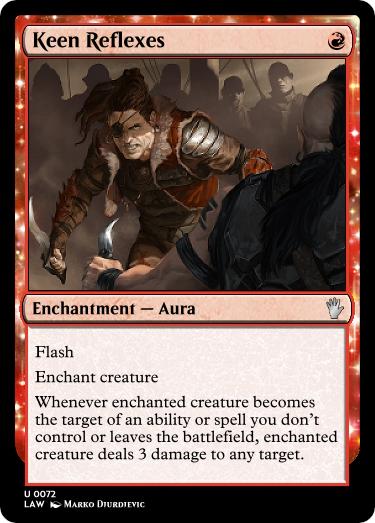 Keen Reflexes
Enchantment — Aura
Flash
Enchant creature
Whenever enchanted creature becomes
the target of an ability or spell you don't
control or leaves the battlefield, enchanted
creature deals 3 damage to any target.
U 0072
LAW Marko Djurdjevic